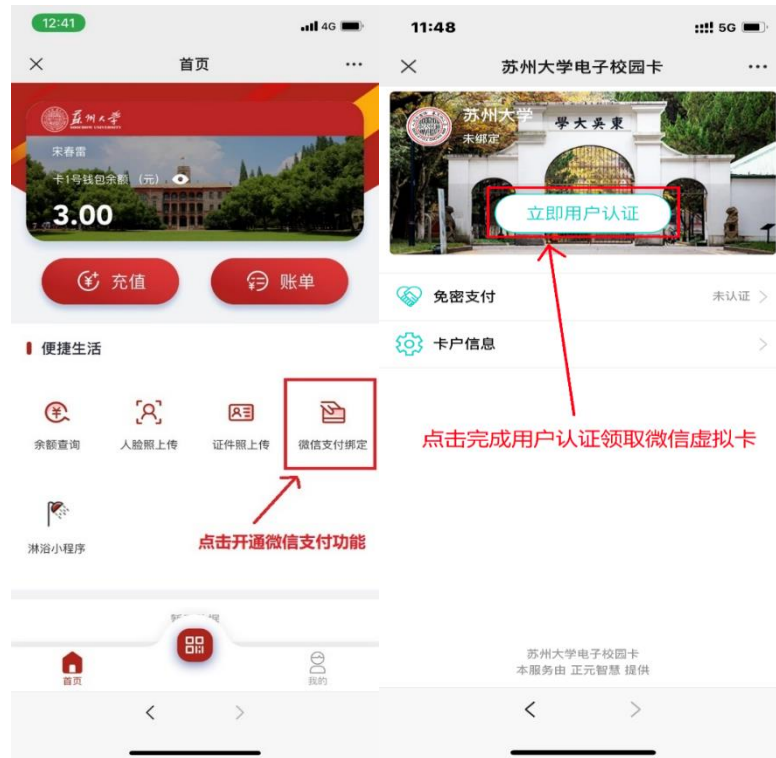 12:41
4G
首页
蘇州大學
SOOCHOW UNIVERSITY
宋春雷
卡1号钱包余额（元）
3.00
充值
账单
便捷生活
余额查询
人脸照上传
证件照上传
微信支付绑定
淋浴小程序
点击开通微信支付功能
首页
我的
11:48
5G
苏州大学电子校园卡
苏州大学
未绑定
學大吳東
立即用户认证
免密支付
未认证
卡户信息
点击完成用户认证领取微信虚拟卡
苏州大学电子校园卡
本服务由 正元智慧 提供